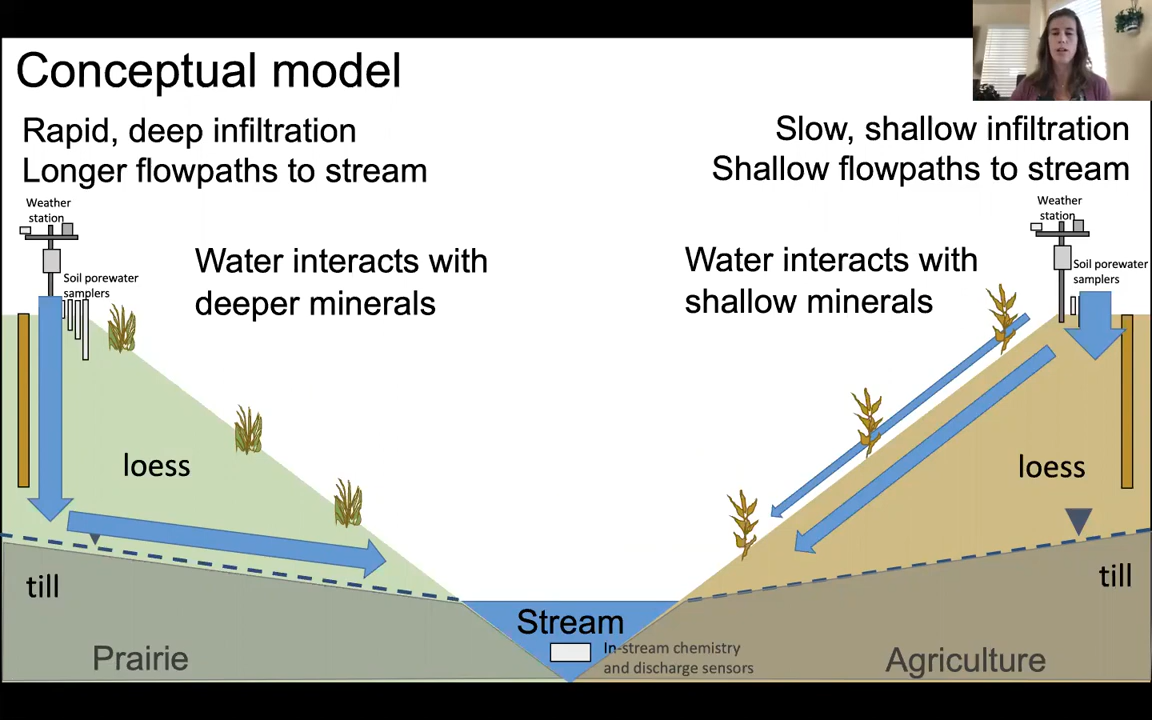 Conceptual model
Rapid, deep infiltration
Longer flowpaths to stream
Slow, shallow infiltration
Shallow flowpaths to stream
Weather
station
Soil porewater
samplers
Water interacts with
deeper minerals
Water interacts with
shallow minerals
Weather
station
Soil porewater
samplers
loess
loess
till
till
Stream
In-stream chemistry
and discharge sensors
Prairie
Agriculture